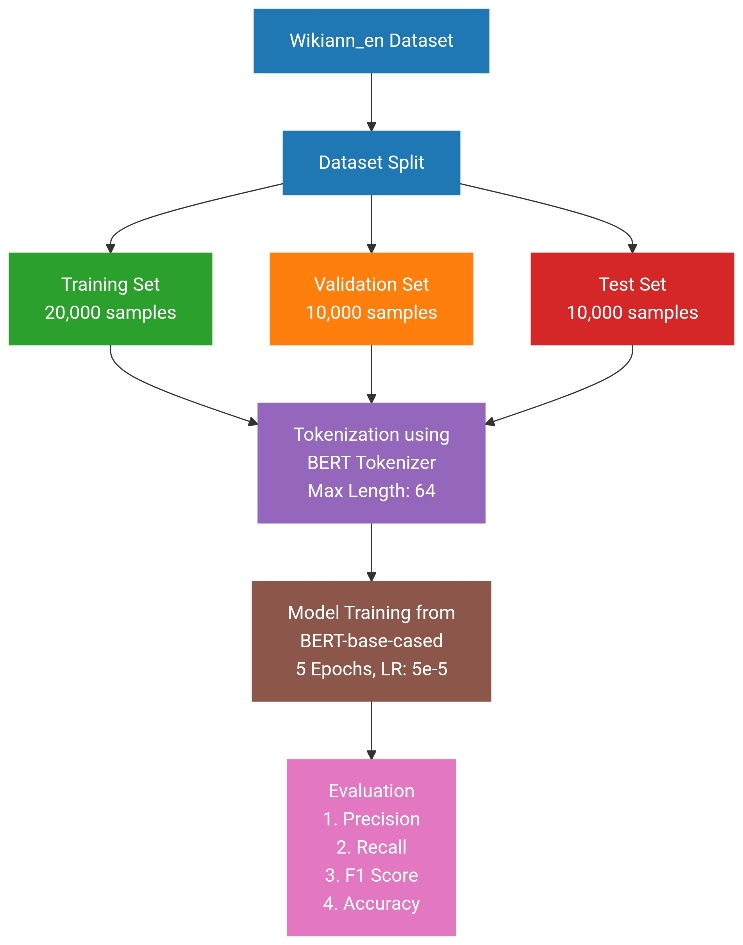 Wikiann_en Dataset
Dataset Split
Training Set
20,000 samples
Validation Set
10,000 samples
Test Set
10,000 samples
Tokenization using
BERT Tokenizer
Max Length: 64
Model Training from
BERT-base-cased
5 Epochs, LR: 5e-5
Evaluation
1. Precision
2. Recall
3. F1 Score
4. Accuracy